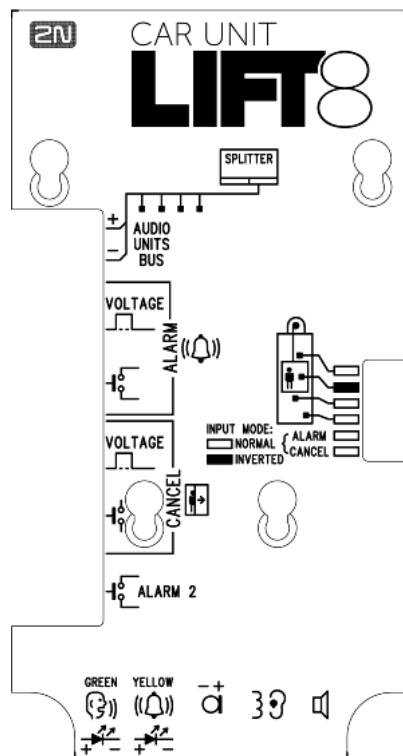 2N
CAR UNIT
LIFT8
SPLITTER
+
−
AUDIO
UNITS
BUS
VOLTAGE
ALARM
VOLTAGE
CANCEL
INPUT MODE:
NORMAL
INVERTED
ALARM
CANCEL
ALARM 2
GREEN
YELLOW
− +
+ −
+ −